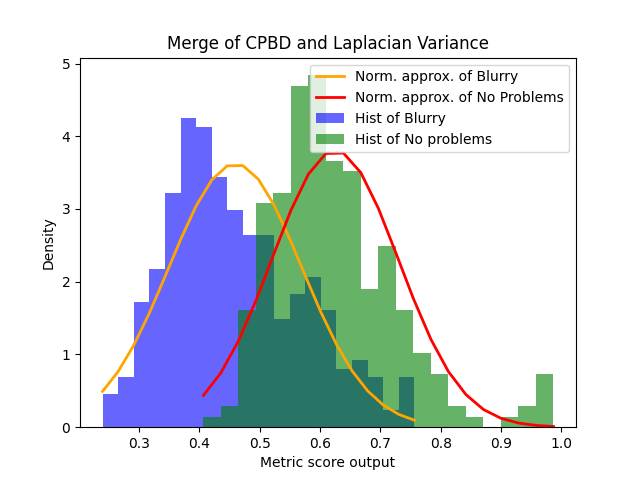 Merge of CPBD and Laplacian Variance
Norm. approx. of Blurry
Norm. approx. of No Problems
Hist of Blurry
Hist of No problems
Density
5
4
3
2
1
0
0.3 0.4 0.5 0.6 0.7 0.8 0.9 1.0
Metric score output